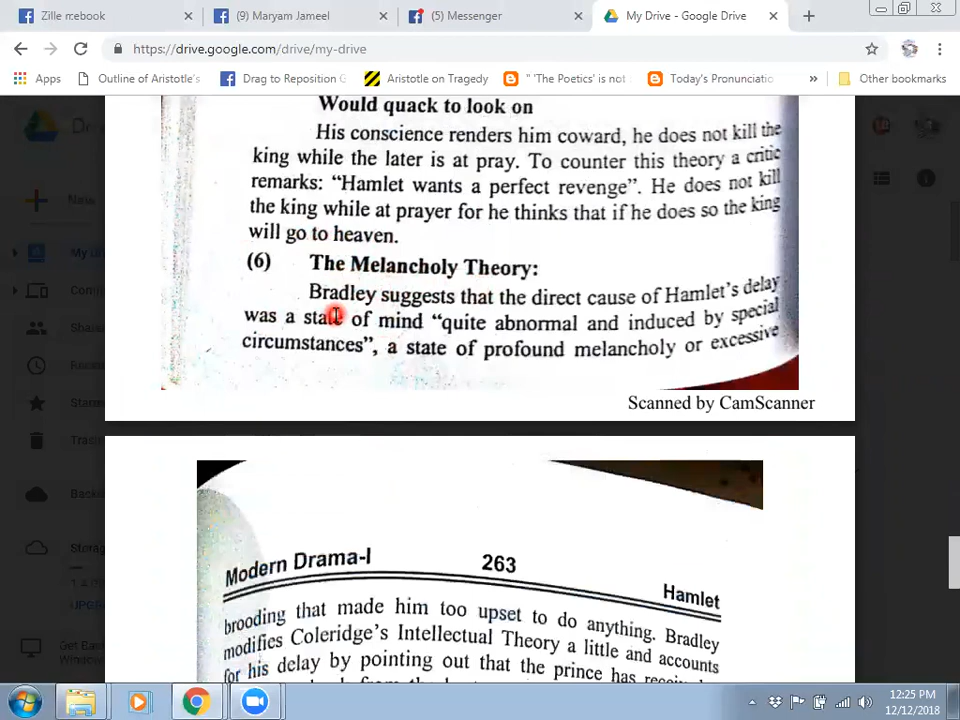 Zille mcebook
(9) Maryam Jameel
(5) Messenger
My Drive - Google Drive
https://drive.google.com/drive/my-drive
Apps
Outline of Aristotle's
Drag to Reposition
Aristotle on Tragedy
" 'The Poetics' is not
Today's Pronunciatio
»
Other bookmarks
Would quack to look on
His conscience renders him coward, he does not kill the
king while the later is at pray. To counter this theory a critic
remarks: “Hamlet wants a perfect revenge”. He does not kill
the king while at prayer for he thinks that if he does so the king
will go to heaven.
(6) The Melancholy Theory:
Bradley suggests that the direct cause of Hamlet's delay
was a state of mind “quite abnormal and induced by special
circumstances”, a state of profound melancholy or excessive
Scanned by CamScanner
Modern Drama-I 263 Hamlet
brooding that made him too upset to do anything. Bradley
modifies Coleridge's Intellectual Theory a little and accounts
for his delay by pointing out that the prince has
12:25 PM
12/12/2018